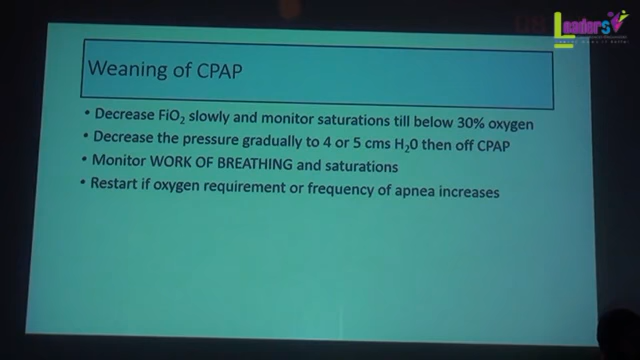 Leaders
Weaning of CPAP
• Decrease FiO₂ slowly and monitor saturations till below 30% oxygen
• Decrease the pressure gradually to 4 or 5 cms H₂0 then off CPAP
• Monitor WORK OF BREATHING and saturations
• Restart if oxygen requirement or frequency of apnea increases